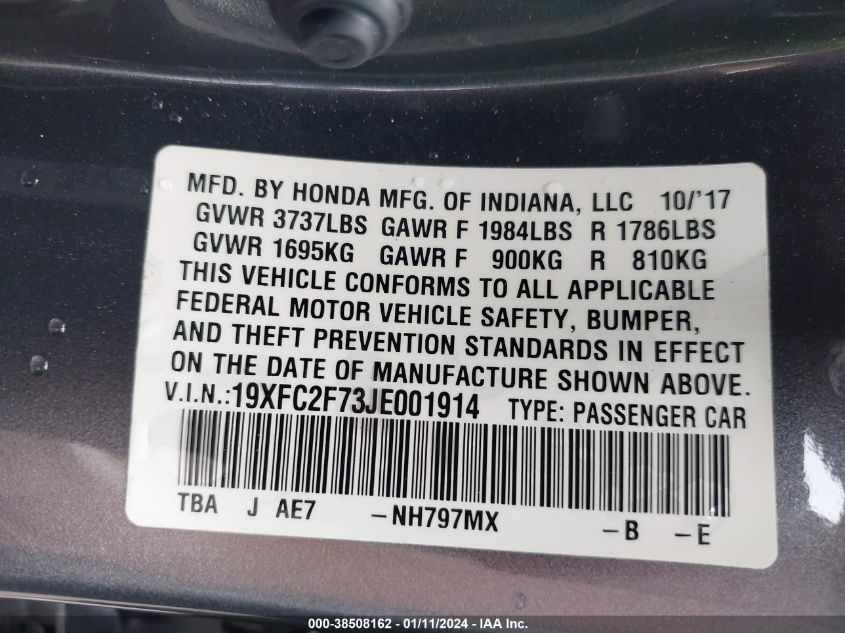 MFD. BY HONDA MFG. OF INDIANA, LLC 10/'17
GVWR 3737LBS GAWR F 1984LBS R 1786LBS
GVWR 1695KG GAWR F 900KG R 810KG
THIS VEHICLE CONFORMS TO ALL APPLICABLE
FEDERAL MOTOR VEHICLE SAFETY, BUMPER,
AND THEFT PREVENTION STANDARDS IN EFFECT
ON THE DATE OF MANUFACTURE SHOWN ABOVE.
V.I.N.:19XFC2F73JE001914 TYPE: PASSENGER CAR
TBA J AE7 -NH797MX -B -E
000-38508162 - 01/11/2024 - IAA Inc.